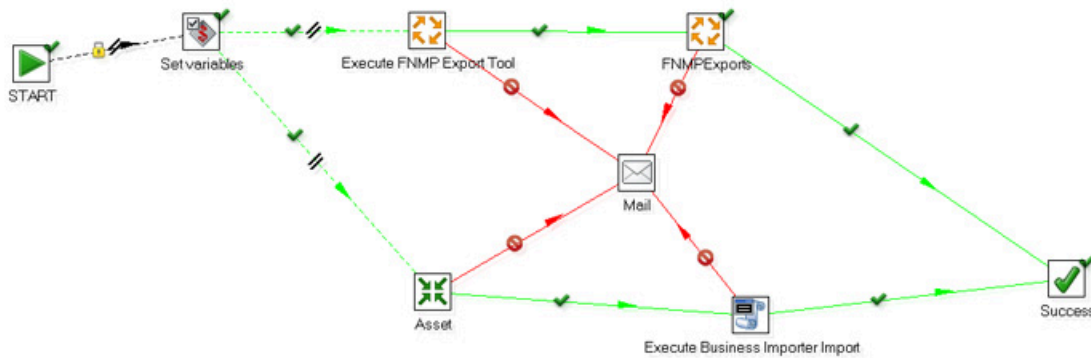 Set variables
Execute FNMP Export Tool
FNMPExports
START
Mail
Asset
Success
Execute Business Importer Import